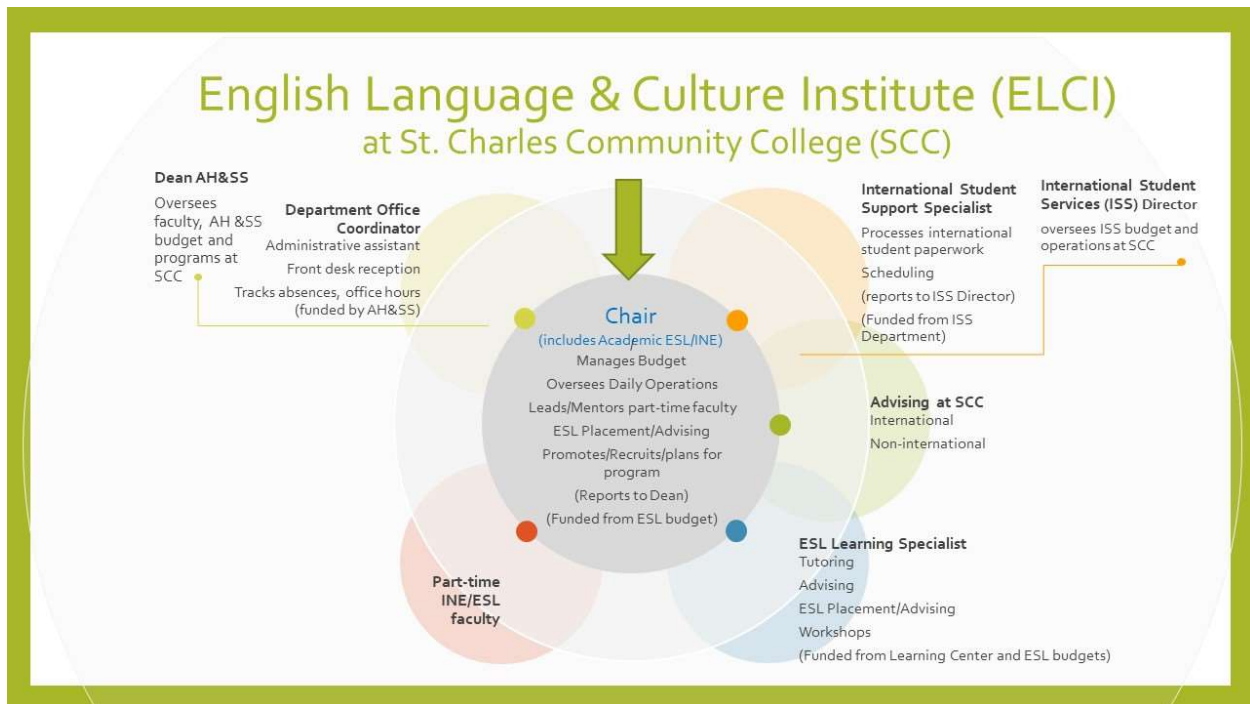 English Language & Culture Institute (ELCI)
at St. Charles Community College (SCC)
Dean AH&SS
Oversees
faculty, AH &SS
budget and
programs at
SCC
Department Office
Coordinator
Administrative assistant
Front desk reception
Tracks absences, office hours
(funded by AH&SS)
Chair
(includes Academic ESL/INE)
/
Manages Budget
Oversees Daily Operations
Leads/Mentors part-time faculty
ESL Placement/Advising
Promotes/Recruits/plans for
program
(Reports to Dean)
(Funded from ESL budget)
International Student
Support Specialist
Processes international
student paperwork
Scheduling
(reports to ISS Director)
(Funded from ISS
Department)
International Student
Services (ISS) Director
oversees ISS budget and
operations at SCC
Advising at SCC
International
Non-international
ESL Learning Specialist
Tutoring
Advising
ESL Placement/Advising
Workshops
(Funded from Learning Center and ESL budgets)
Part-time
INE/ESL
faculty